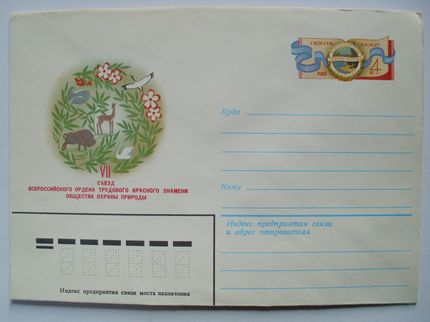 ПОЧТА СССР
4
Куда
VII
СЪЕЗД
ВСЕРОССИЙСКОГО ОРДЕНА ТРУДОВОГО КРАСНОГО ЗНАМЕНИ
ОБЩЕСТВА ОХРАНЫ ПРИРОДЫ
Кому
Индекс предприятия связи
и адрес отправителя
Индекс предприятия связи места назначения